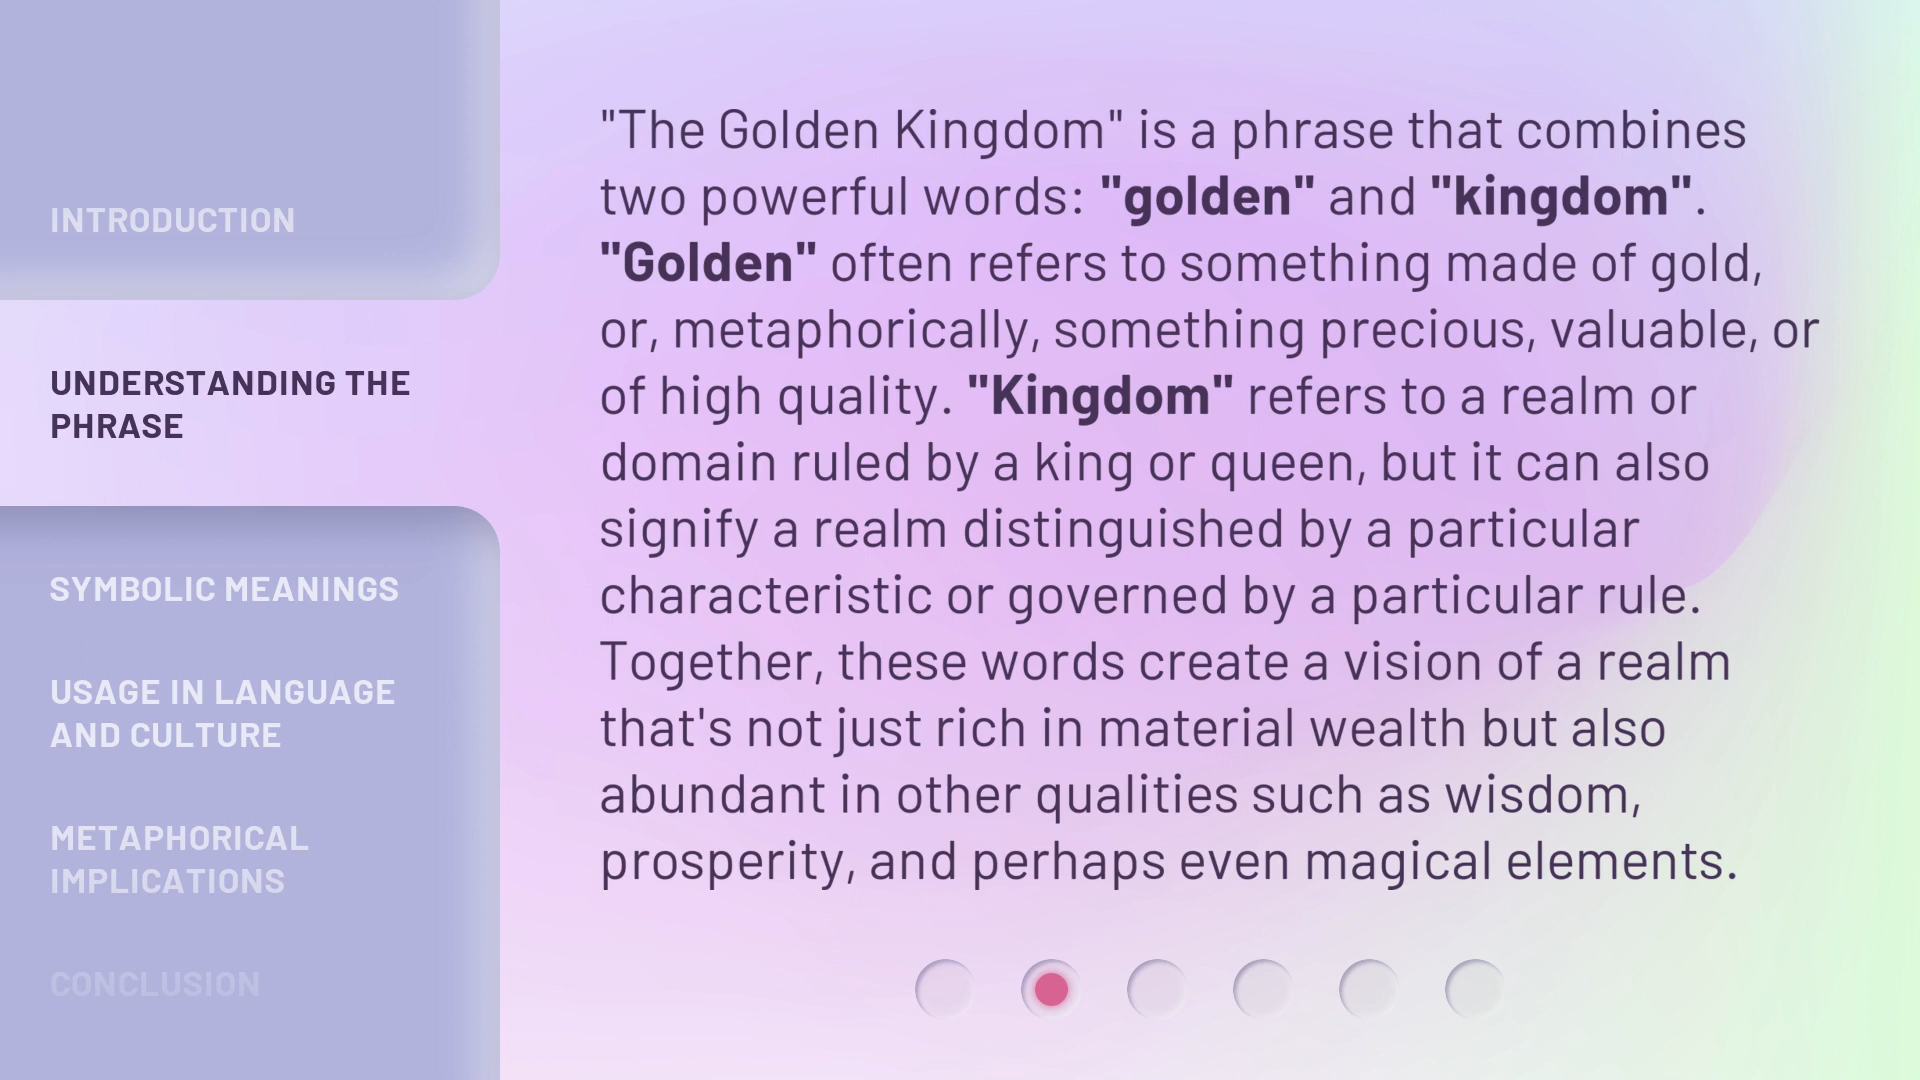 INTRODUCTION
UNDERSTANDING THE
PHRASE
SYMBOLIC MEANINGS
USAGE IN LANGUAGE
AND CULTURE
METAPHORICAL
IMPLICATIONS
CONCLUSION
"The Golden Kingdom" is a phrase that combines
two powerful words: "golden" and "kingdom".
"Golden" often refers to something made of gold,
or, metaphorically, something precious, valuable, or
of high quality. "Kingdom" refers to a realm or
domain ruled by a king or queen, but it can also
signify a realm distinguished by a particular
characteristic or governed by a particular rule.
Together, these words create a vision of a realm
that's not just rich in material wealth but also
abundant in other qualities such as wisdom,
prosperity, and perhaps even magical elements.